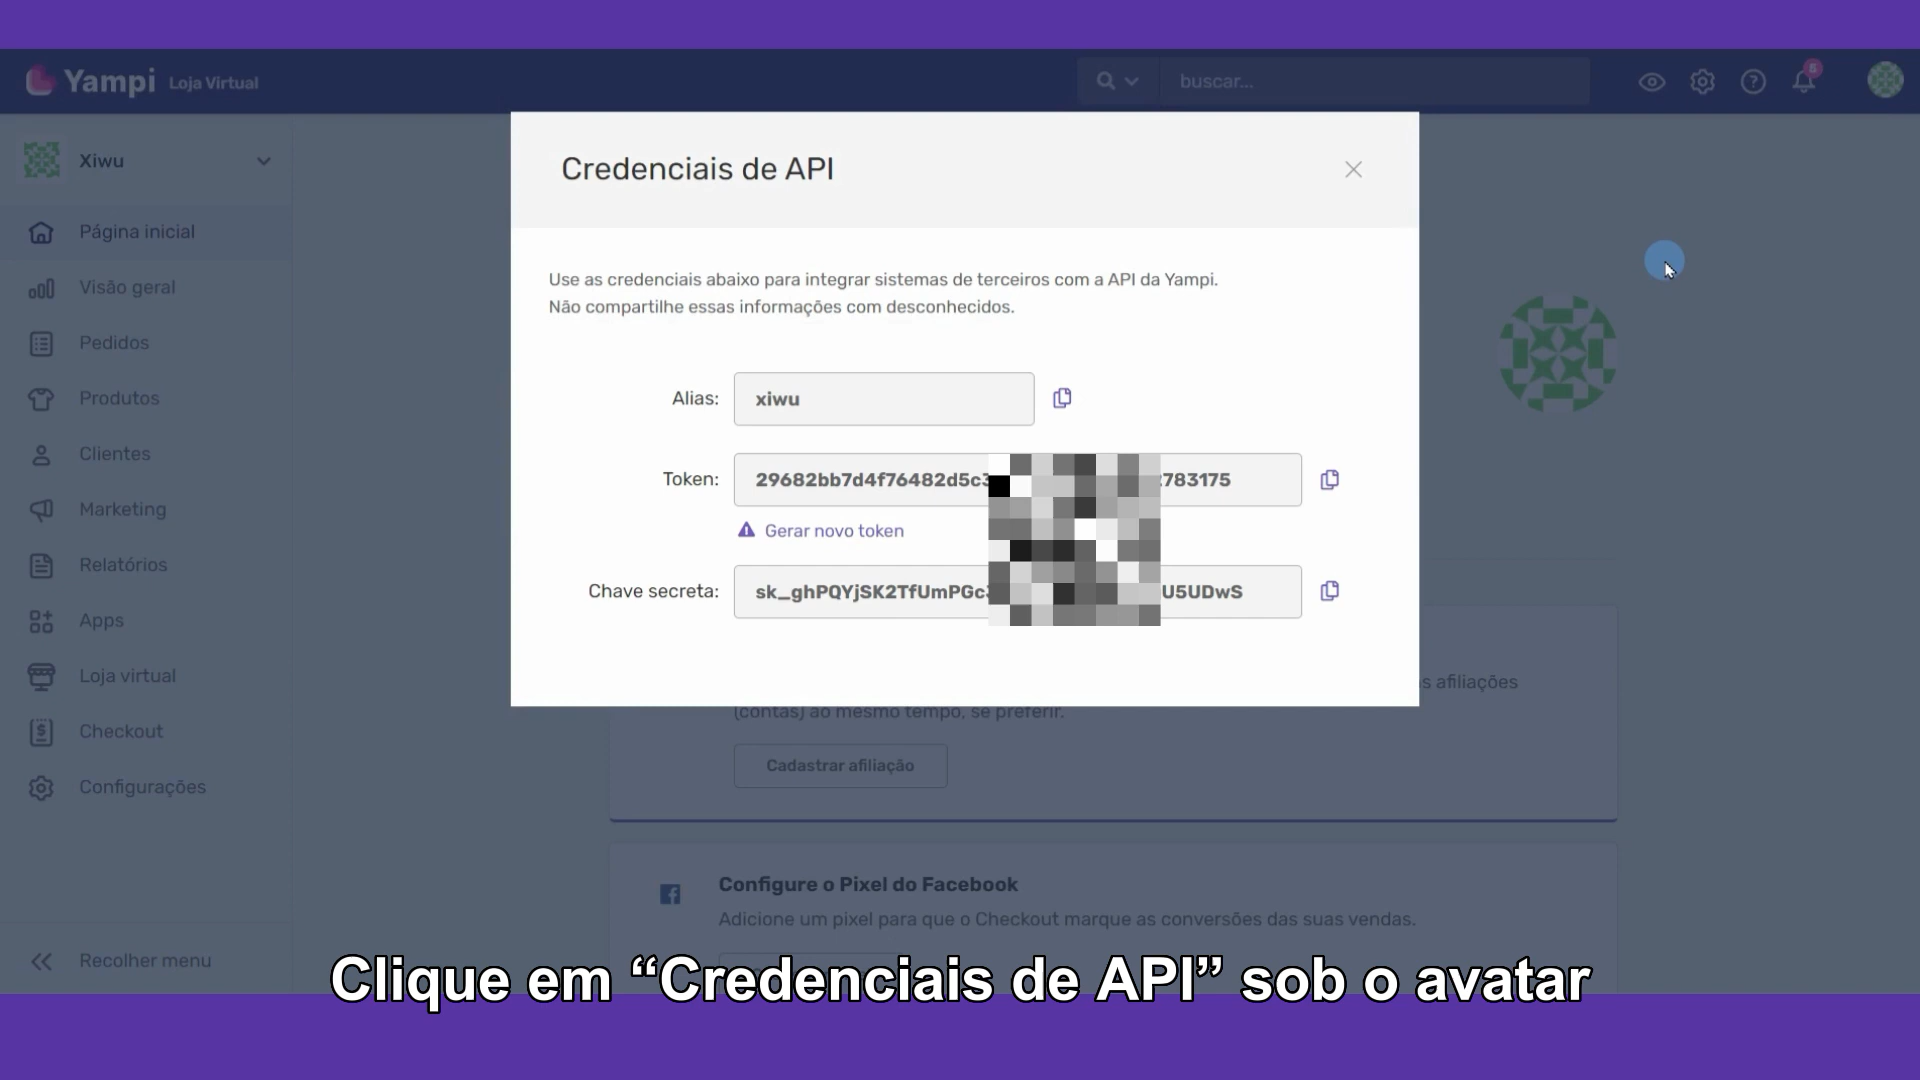 Yampi Loja Virtual
buscar...
6
Xiwu
Página inicial
Visão geral
Pedidos
Produtos
Clientes
Marketing
Relatórios
Apps
Loja virtual
Checkout
Configurações
Recolher menu
Credenciais de API
Use as credenciais abaixo para integrar sistemas de terceiros com a API da Yampi.
Não compartilhe essas informações com desconhecidos.
Alias: xiwu
Token: 29682bb7d4f76482d5c 783175
Gerar novo token
Chave secreta: sk_ghPQYjSK2TfUmPGc U5UDwS
s afiliações
(contas) ao mesmo tempo, se preferir.
Cadastrar afiliação
Configure o Pixel do Facebook
Adicione um pixel para que o Checkout marque as conversões das suas vendas.
Clique em “Credenciais de API” sob o avatar